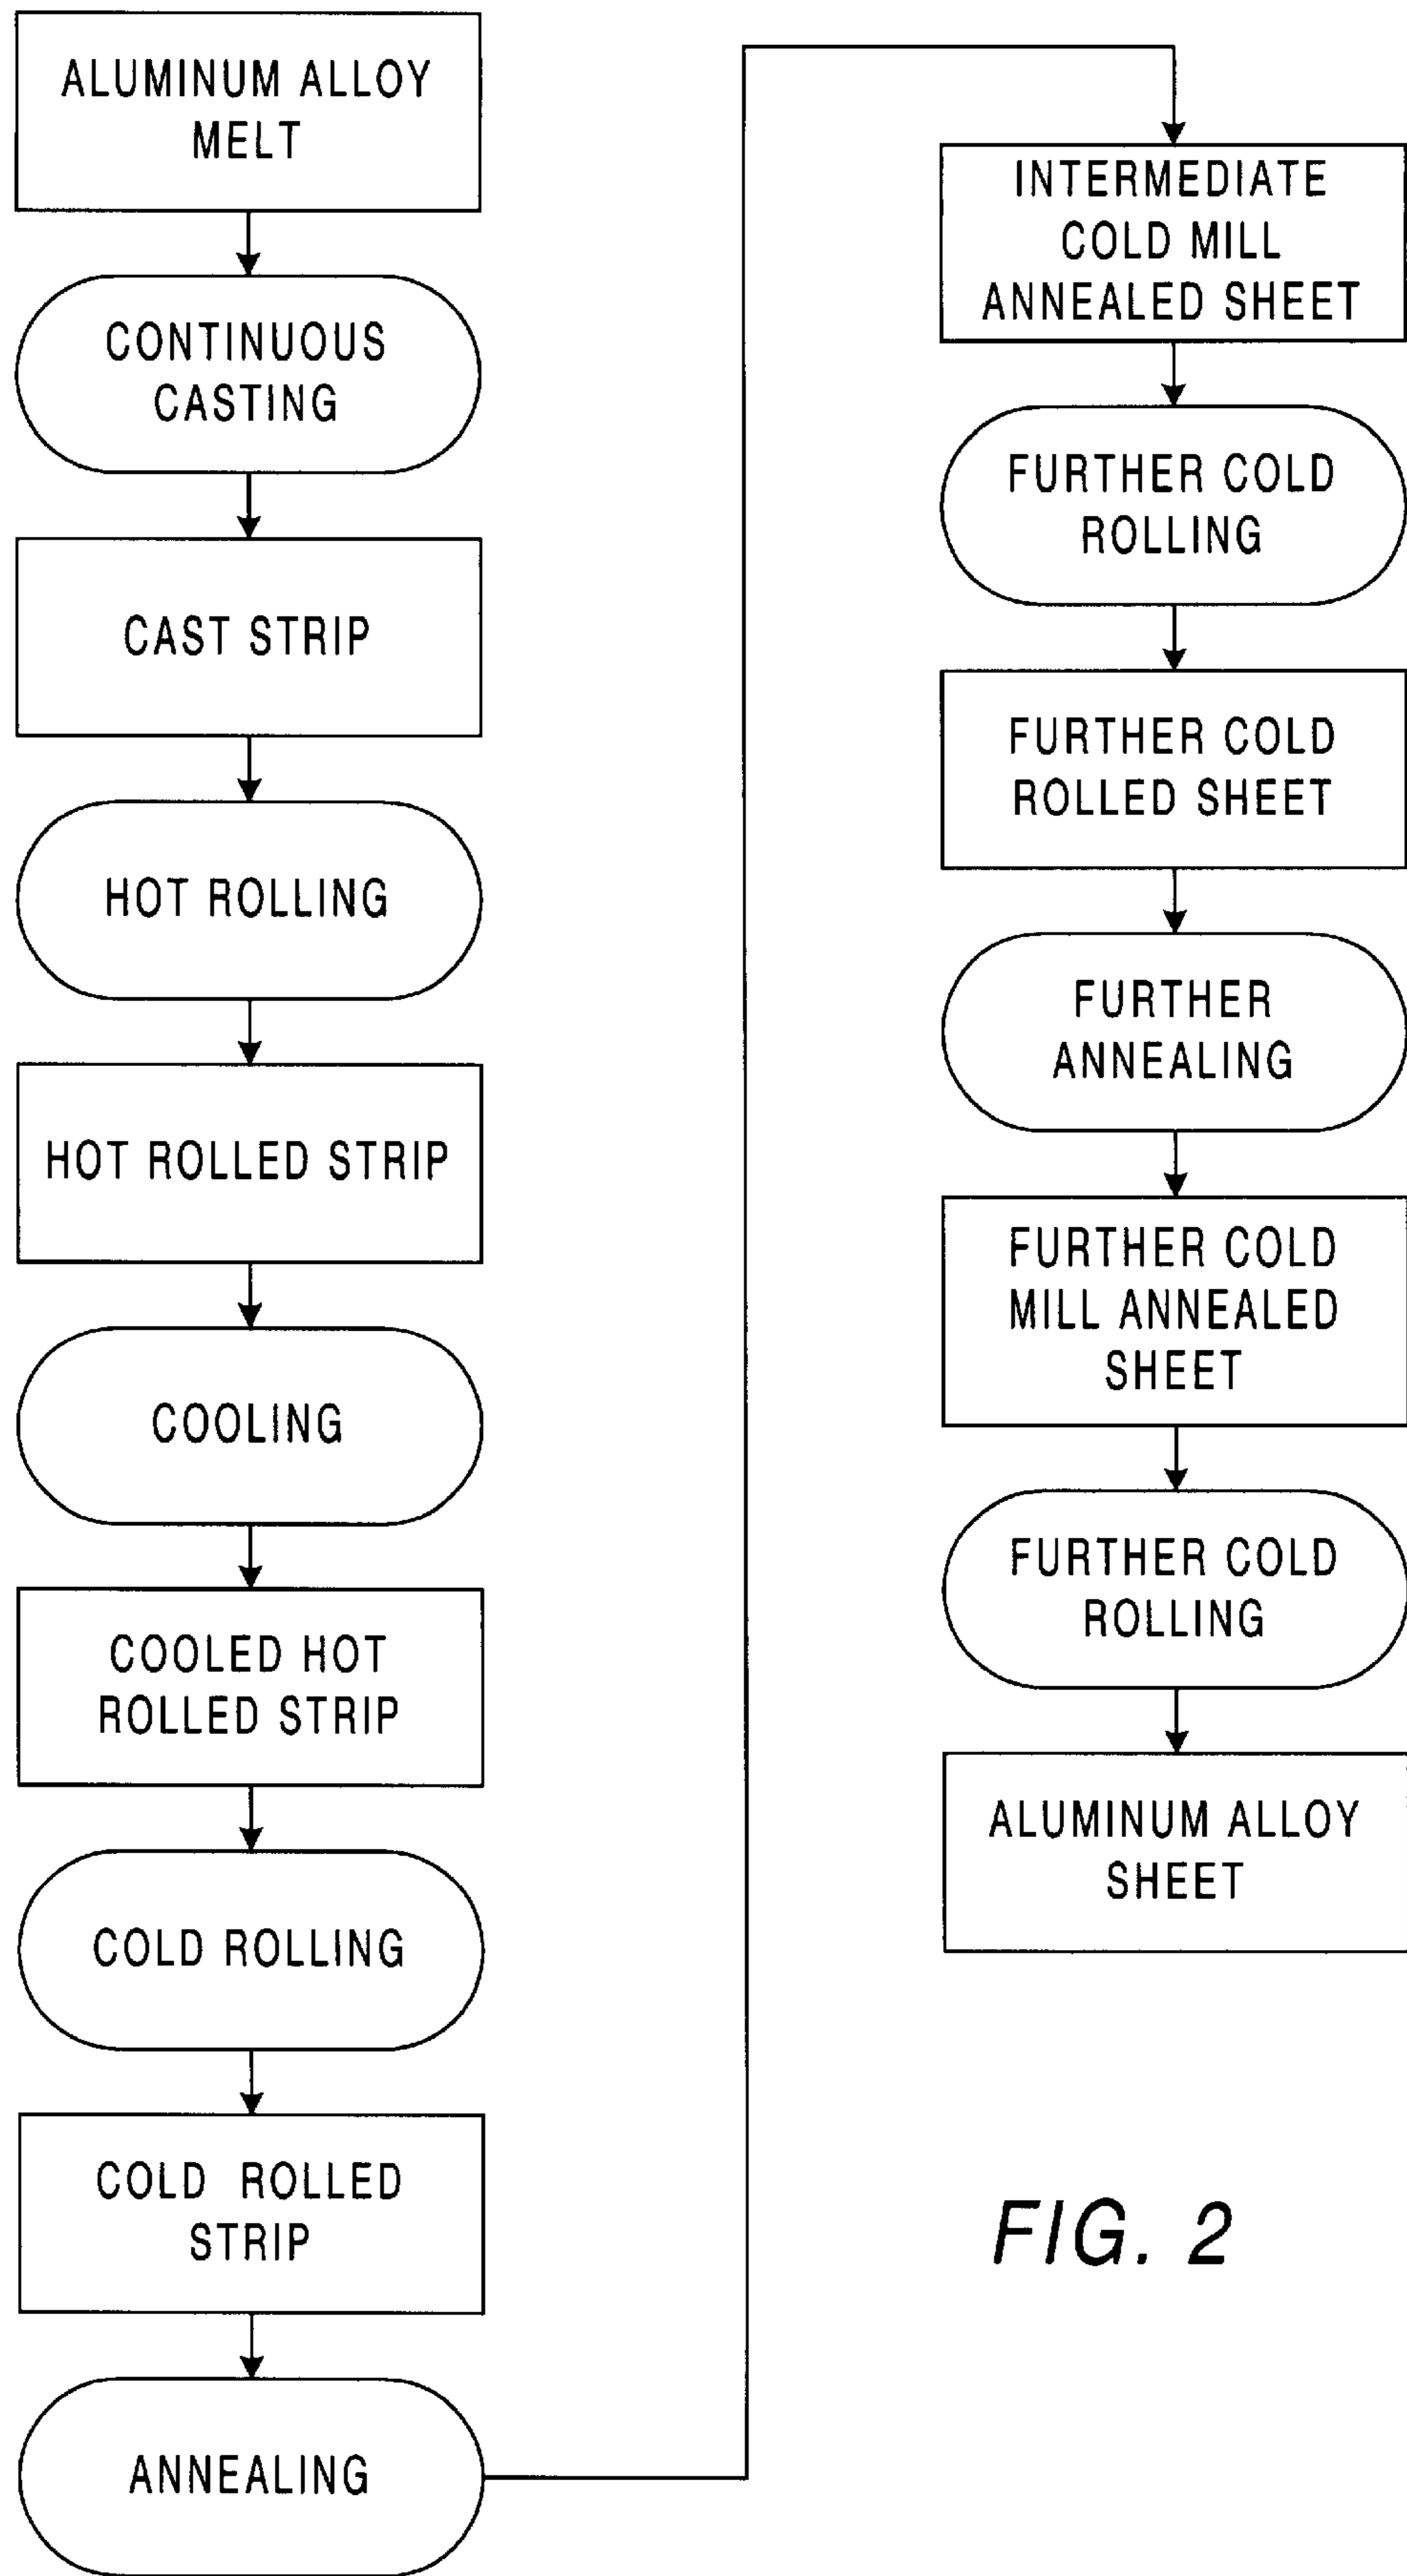 ALUMINUM ALLOY
MELT
CONTINUOUS
CASTING
CAST STRIP
HOT ROLLING
HOT ROLLED STRIP
COOLING
COOLED HOT
ROLLED STRIP
COLD ROLLING
COLD ROLLED
STRIP
ANNEALING
INTERMEDIATE
COLD MILL
ANNEALED SHEET
FURTHER COLD
ROLLING
FURTHER COLD
ROLLED SHEET
FURTHER
ANNEALING
FURTHER COLD
MILL ANNEALED
SHEET
FURTHER COLD
ROLLING
ALUMINUM ALLOY
SHEET
FIG. 2